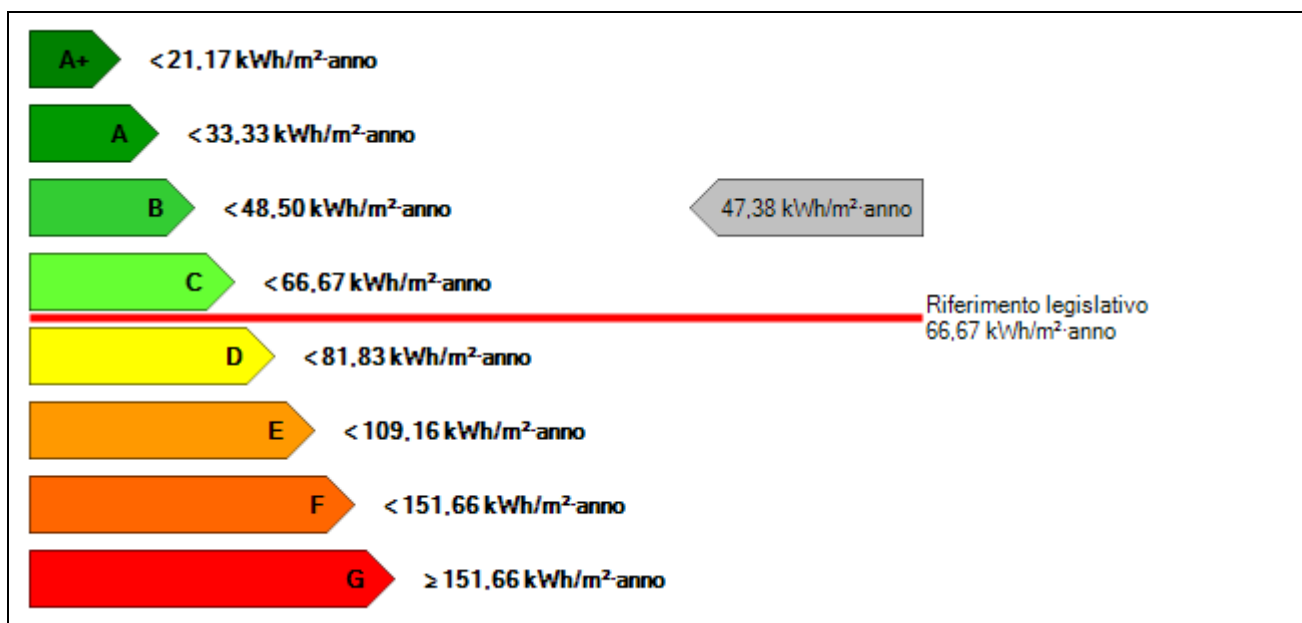 A+ <21,17 kWh/m²·anno
A <33,33 kWh/m²·anno
B <48,50 kWh/m²·anno 47,38 kWh/m²·anno
C <66,67 kWh/m²·anno
Riferimento legislativo
66,67 kWh/m²·anno
D <81,83 kWh/m²·anno
E <109,16 kWh/m²·anno
F <151,66 kWh/m²·anno
G ≥151,66 kWh/m²·anno